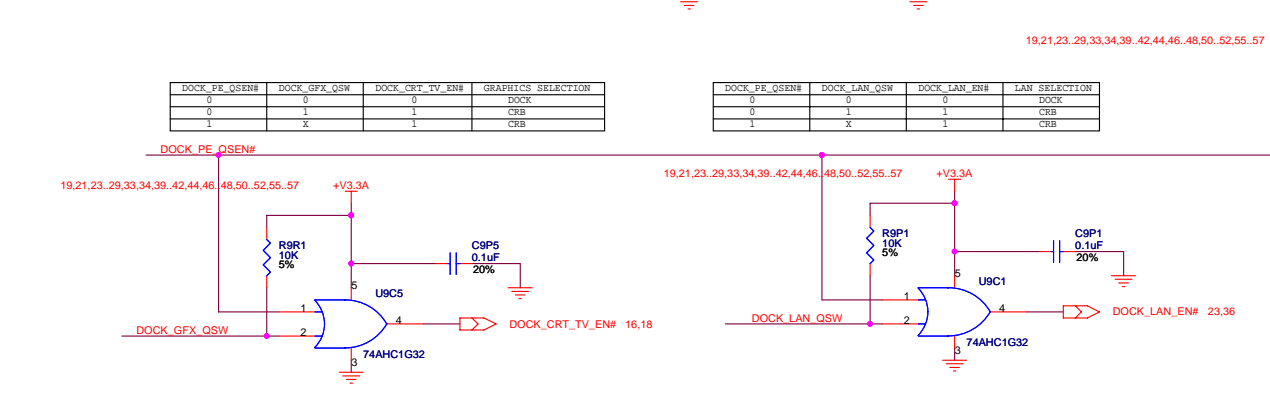 19,21,23..29,33,34,39..42,44,46..48,50..52,55..57
DOCK_PE_QSEN# DOCK_GFX_QSW DOCK_CRT_TV_EN# GRAPHICS SELECTION
0 0 0 DOCK
0 1 1 CRB
1 X 1 CRB
DOCK_PE_QSEN# DOCK_LAN_QSW DOCK_LAN_EN# LAN SELECTION
0 0 0 DOCK
0 1 1 CRB
1 X 1 CRB
DOCK_PE_QSEN#
19,21,23..29,33,34,39..42,44,46..48,50..52,55..57
+V3.3A
R9R1
10K
5%
C9P5
0.1uF
20%
5
U9C5
1
2
4
3
DOCK_GFX_QSW
DOCK_CRT_TV_EN# 16,18
74AHC1G32
19,21,23..29,33,34,39..42,44,46..48,50..52,55..57
+V3.3A
R9P1
10K
5%
C9P1
0.1uF
20%
5
U9C1
1
2
4
3
DOCK_LAN_QSW
DOCK_LAN_EN# 23,36
74AHC1G32